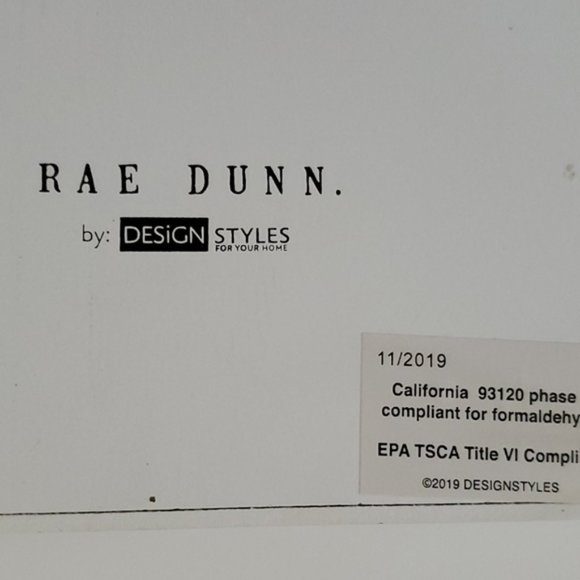 RAE DUNN.
by: DESiGN STYLES
FOR YOUR HOME
11/2019
California 93120 phase
compliant for formaldehy
EPA TSCA Title VI Compli
©2019 DESIGNSTYLES